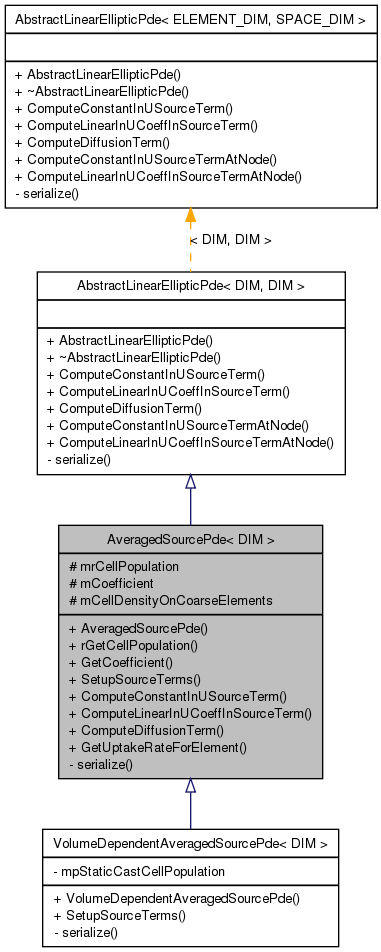 AbstractLinearEllipticPde< ELEMENT_DIM, SPACE_DIM >
+ AbstractLinearEllipticPde()
+ ~AbstractLinearEllipticPde()
+ ComputeConstantInUSourceTerm()
+ ComputeLinearInUCoeffInSourceTerm()
+ ComputeDiffusionTerm()
+ ComputeConstantInUSourceTermAtNode()
+ ComputeLinearInUCoeffInSourceTermAtNode()
- serialize()
< DIM, DIM >
AbstractLinearEllipticPde< DIM, DIM >
+ AbstractLinearEllipticPde()
+ ~AbstractLinearEllipticPde()
+ ComputeConstantInUSourceTerm()
+ ComputeLinearInUCoeffInSourceTerm()
+ ComputeDiffusionTerm()
+ ComputeConstantInUSourceTermAtNode()
+ ComputeLinearInUCoeffInSourceTermAtNode()
- serialize()
AveragedSourcePde< DIM >
# mrCellPopulation
# mCoefficient
# mCellDensityOnCoarseElements
+ AveragedSourcePde()
+ rGetCellPopulation()
+ GetCoefficient()
+ SetupSourceTerms()
+ ComputeConstantInUSourceTerm()
+ ComputeLinearInUCoeffInSourceTerm()
+ ComputeDiffusionTerm()
+ GetUptakeRateForElement()
- serialize()
VolumeDependentAveragedSourcePde< DIM >
- mpStaticCastCellPopulation
+ VolumeDependentAveragedSourcePde()
+ SetupSourceTerms()
- serialize()